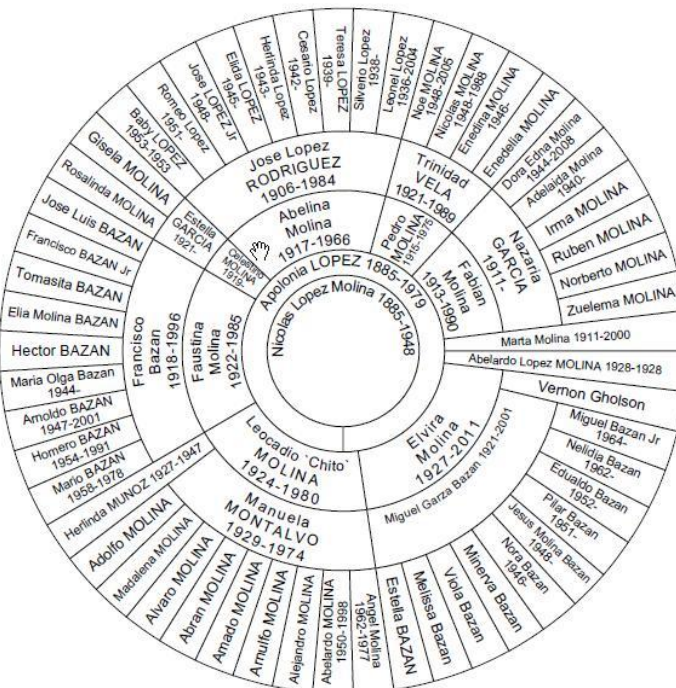 Nicolas Lopez Molina 1885-1948
Apolonia LOPEZ 1885-1979
Marta Molina 1911-2000
Fabian
Molina
1913-1990
Nazaria
GARCIA
1911-
Zuelema MOLINA
Norberto MOLINA
Ruben MOLINA
Irma MOLINA
Adelaida Molina
1940-
Dora Edna Molina
1944-2008
Pedro
MOLINA
1915-1975
Trinidad
VELA
1921-1989
Enedelia MOLINA
Enedina MOLINA
1946-
Nicolas MOLINA
1948-1988
Noe MOLINA
1948-2005
Abelina
Molina
1917-1966
Jose Lopez
RODRIGUEZ
1906-1984
Leonel Lopez
1936-2004
Silverio Lopez
1938-
Teresa LOPEZ
1939-
Cesario Lopez
1942-
Herlinda Lopez
1943-
Elida LOPEZ
1945-
Jose LOPEZ Jr
1948-
Romeo Lopez
1951-
Baby LOPEZ
1953-1953
Celestino
MOLINA
1919-
Estella
GARCIA
1921-
Gisela MOLINA
Rosalinda MOLINA
Faustina
Molina
1922-1985
Francisco
Bazan
1918-1996
Jose Luis BAZAN
Francisco BAZAN Jr
Tomasita BAZAN
Elia Molina BAZAN
Hector BAZAN
Maria Olga Bazan
1944-
Arnoldo BAZAN
1947-2001
Homero BAZAN
1954-1991
Mario BAZAN
1958-1978
Leocadio `Chito`
MOLINA
1924-1980
Herlinda MUNOZ 1927-1947
Manuela
MONTALVO
1929-1974
Adolfo MOLINA
Madalena MOLINA
Alvaro MOLINA
Abran MOLINA
Amado MOLINA
Arnulfo MOLINA
Alejandro MOLINA
Abelardo MOLINA
1950-1998
Angel Molina
1962-1977
Elvira
Molina
1927-2011
Miguel Garza Bazan 1921-2001
Estella BAZAN
Melissa Bazan
Viola Bazan
Minerva Bazan
Nora Bazan
1946-
Jesus Molina Bazan
1948-
Pilar Bazan
1951-
Edualdo Bazan
1952-
Nelidia Bazan
1962-
Miguel Bazan Jr
1964-
Vernon Gholson
Abelardo Lopez MOLINA 1928-1928